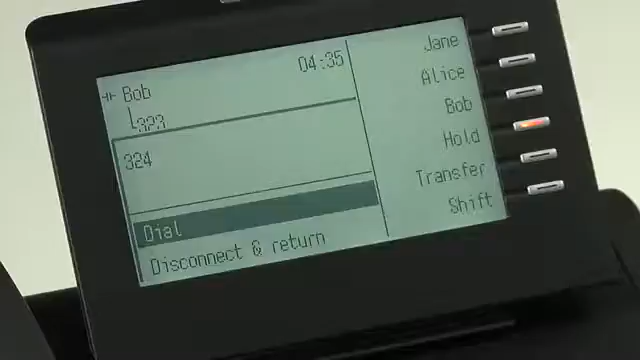 Bob 04:35
323
324
Dial
Disconnect & return
Jane
Alice
Bob
Hold
Transfer
Shift